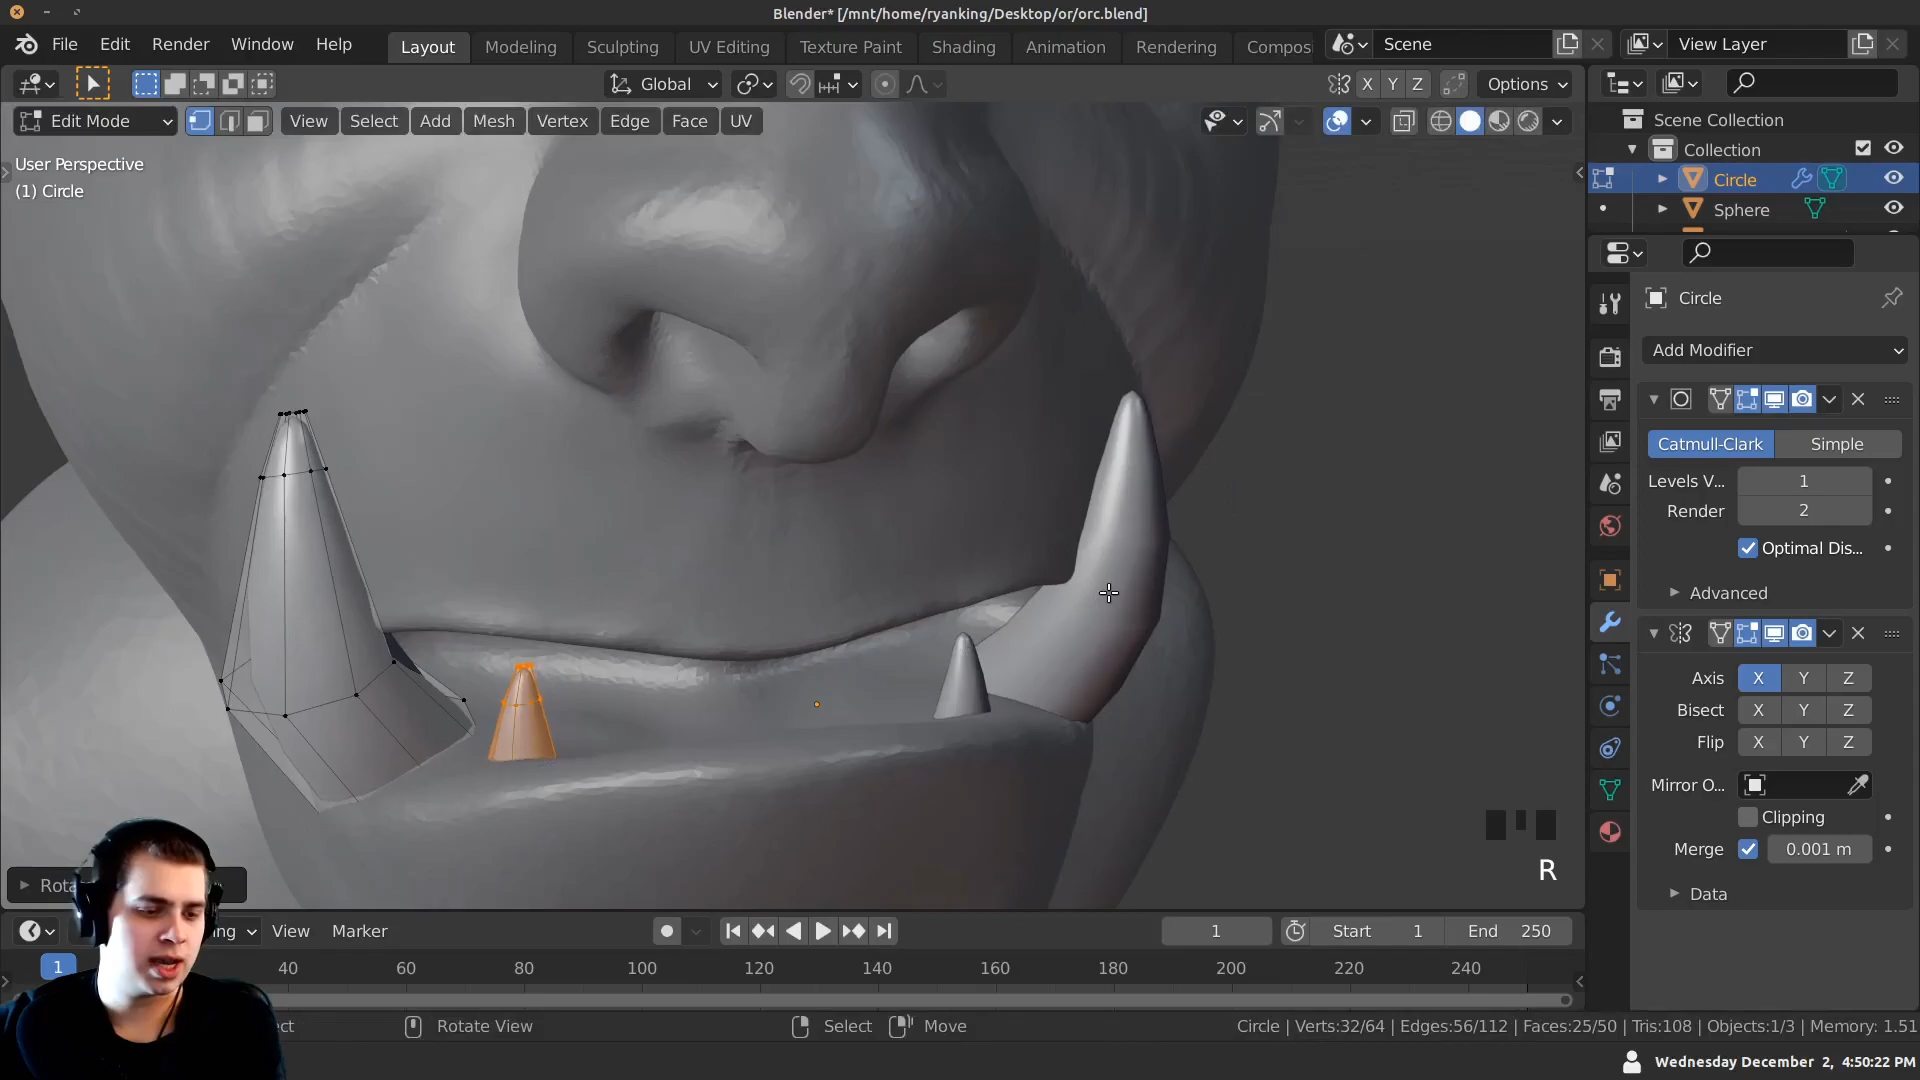 Blender* [/mnt/home/ryanking/Desktop/or/orc.blend]
File Edit Render Window Help Layout Modeling Sculpting UV Editing Texture Paint Shading Animation Rendering Compos Scene View Layer
Global X Y Z Options
Edit Mode View Select Add Mesh Vertex Edge Face UV
Scene Collection
Collection
Circle
Sphere
User Perspective
(1) Circle
Circle
Add Modifier
Catmull-Clark Simple
Levels V... 1
Render 2
Optimal Dis...
Advanced
Axis X Y Z
Bisect X Y Z
Flip X Y Z
Mirror O...
Clipping
Merge 0.001 m
Data
R
Rota
ng View Marker 1 Start 1 End 250
1 40 60 80 100 120 140 160 180 200 220 240
ect Rotate View Select Move Circle | Verts:32/64 | Edges:56/112 | Faces:25/50 | Tris:108 | Objects:1/3 | Memory: 1.51
Wednesday December 2, 4:50:22 PM